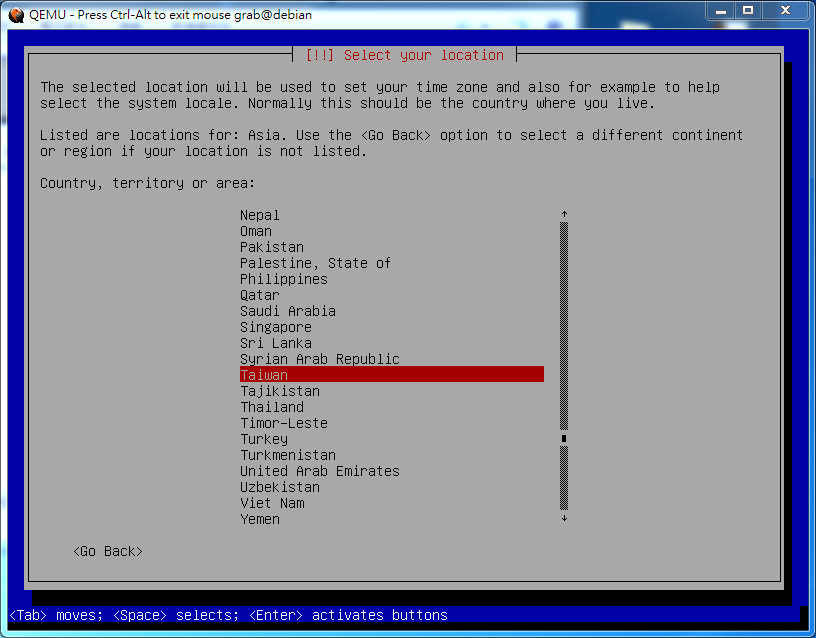 QEMU - Press Ctrl-Alt to exit mouse grab@debian
[!!] Select your location
The selected location will be used to set your time zone and also for example to help
select the system locale. Normally this should be the country where you live.
Listed are locations for: Asia. Use the <Go Back> option to select a different continent
or region if your location is not listed.
Country, territory or area:
Nepal
Oman
Pakistan
Palestine, State of
Philippines
Qatar
Saudi Arabia
Singapore
Sri Lanka
Syrian Arab Republic
Taiwan
Tajikistan
Thailand
Timor-Leste
Turkey
Turkmenistan
United Arab Emirates
Uzbekistan
Viet Nam
Yemen
<Go Back>
<Tab> moves; <Space> selects; <Enter> activates buttons